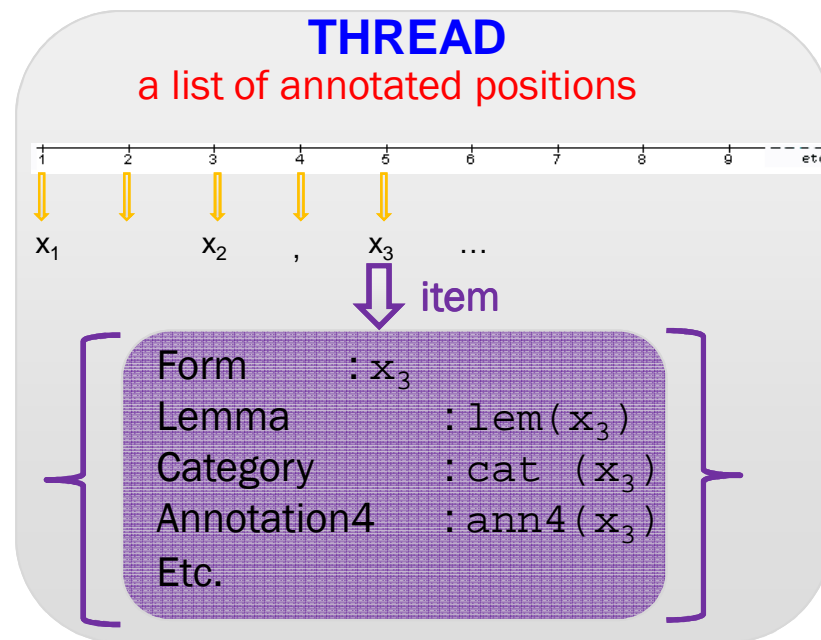 THREAD
a list of annotated positions
1 2 3 4 5 6 7 8 9 etc
x₁ x₂ , x₃ …
item
Form : x₃
Lemma : lem(x₃)
Category : cat (x₃)
Annotation4 : ann4(x₃)
Etc.